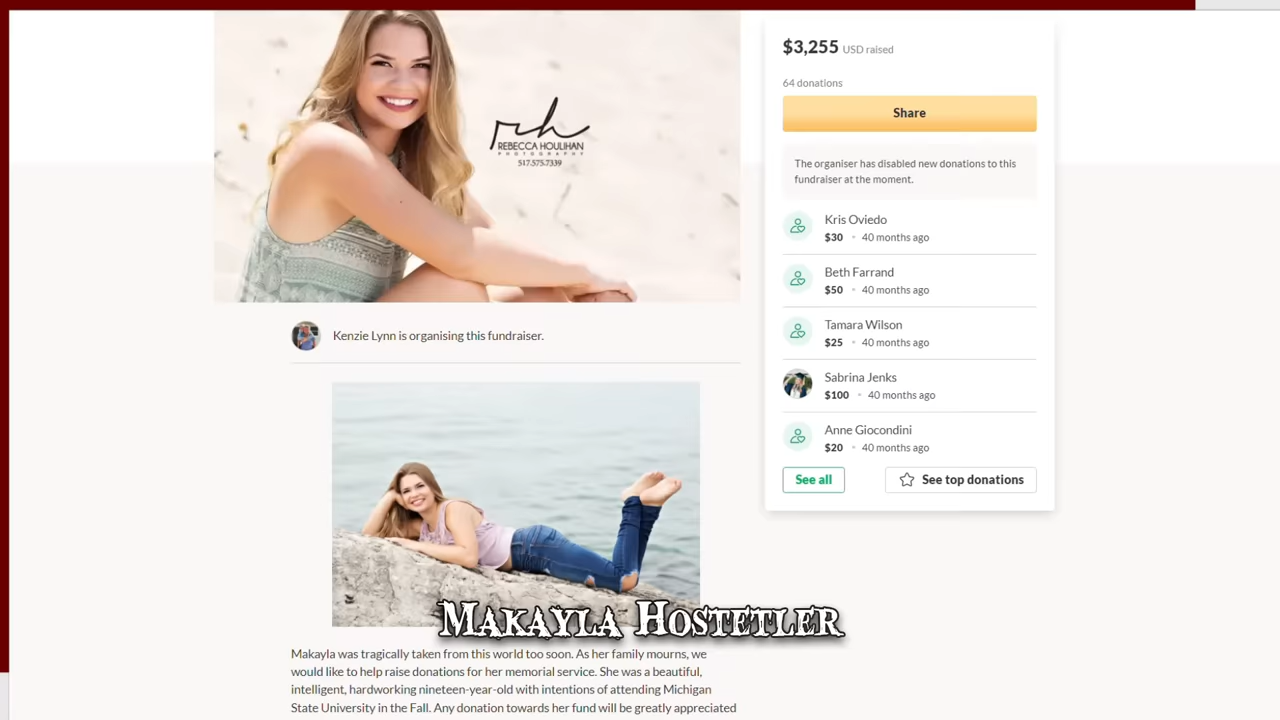 REBECCA HOULIHAN
PHOTOGRAPHY
517.575.7339
Kenzie Lynn is organising this fundraiser.
Makayla Hostetler
Makayla was tragically taken from this world too soon. As her family mourns, we
would like to help raise donations for her memorial service. She was a beautiful,
intelligent, hardworking nineteen-year-old with intentions of attending Michigan
State University in the Fall. Any donation towards her fund will be greatly appreciated
$3,255 USD raised
64 donations
Share
The organiser has disabled new donations to this
fundraiser at the moment.
Kris Oviedo
$30 • 40 months ago
Beth Farrand
$50 • 40 months ago
Tamara Wilson
$25 • 40 months ago
Sabrina Jenks
$100 • 40 months ago
Anne Giocondini
$20 • 40 months ago
See all
See top donations